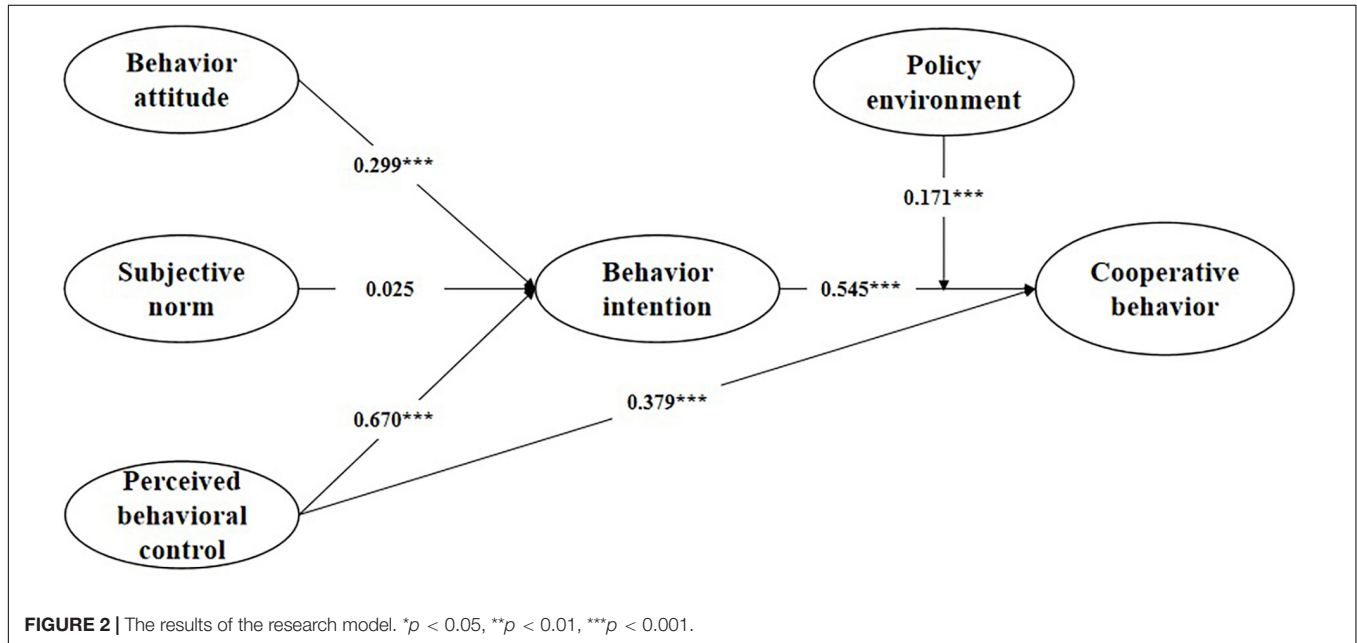 Behavior
attitude
Policy
environment
0.299***
0.171***
Subjective
norm
0.025
Behavior
intention
0.545***
Cooperative
behavior
0.670***
0.379***
Perceived
behavioral
control
FIGURE 2 | The results of the research model. *p < 0.05, **p < 0.01, ***p < 0.001.